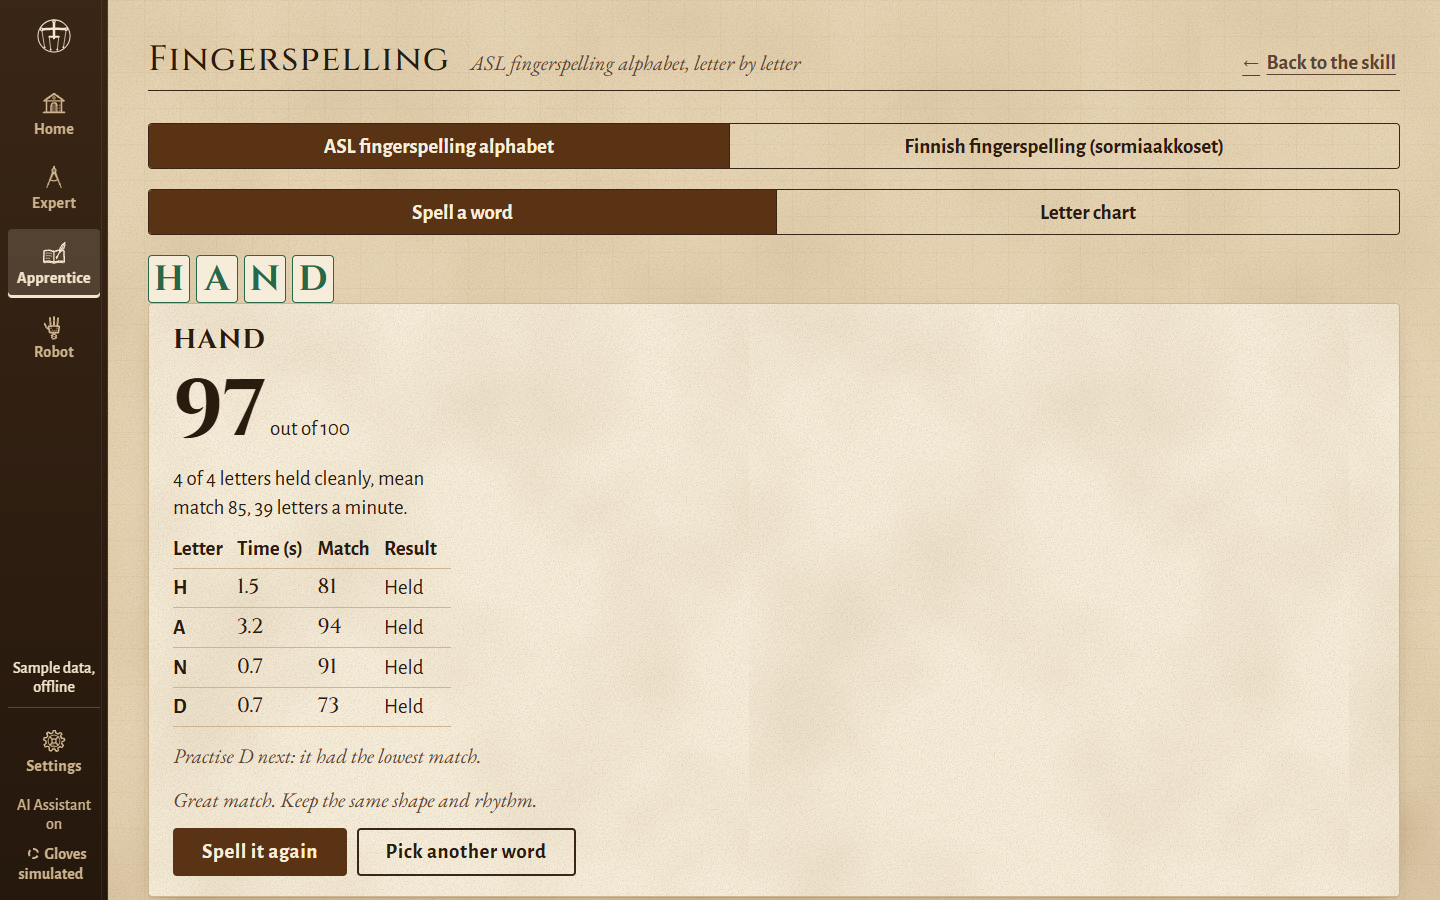 Fingerspelling
ASL fingerspelling alphabet, letter by letter
← Back to the skill
Home
Expert
Apprentice
Robot
Sample data,
offline
Settings
AI Assistant
on
Gloves
simulated
ASL fingerspelling alphabet
Finnish fingerspelling (sormiaakkoset)
Spell a word
Letter chart
H A N D
HAND
97 out of 100
4 of 4 letters held cleanly, mean
match 85, 39 letters a minute.
Letter Time (s) Match Result
H 1.5 81 Held
A 3.2 94 Held
N 0.7 91 Held
D 0.7 73 Held
Practise D next: it had the lowest match.
Great match. Keep the same shape and rhythm.
Spell it again
Pick another word